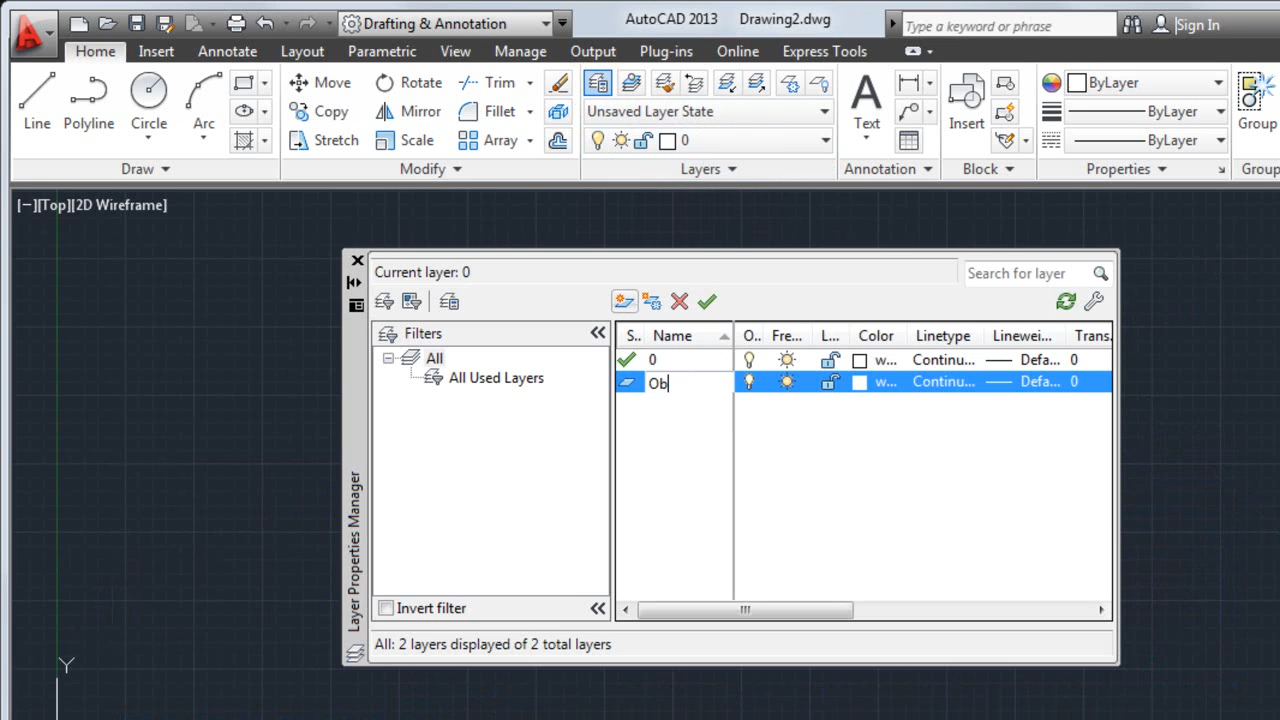 Drafting & Annotation
AutoCAD 2013 Drawing2.dwg
Type a keyword or phrase
Sign In
Home Insert Annotate Layout Parametric View Manage Output Plug-ins Online Express Tools
Line Polyline Circle Arc
Move Rotate Trim
Copy Mirror Fillet
Stretch Scale Array
Unsaved Layer State
0
Text
Insert
ByLayer
ByLayer
ByLayer
Group
Draw Modify Layers Annotation Block Properties Group
[−][Top][2D Wireframe]
Current layer: 0
Search for layer
Filters
All
All Used Layers
Invert filter
S.. Name O.. Fre... L... Color Linetype Linewei... Trans.
0 w... Continu... Defa... 0
Ob w... Continu... Defa... 0
All: 2 layers displayed of 2 total layers
Layer Properties Manager
Y